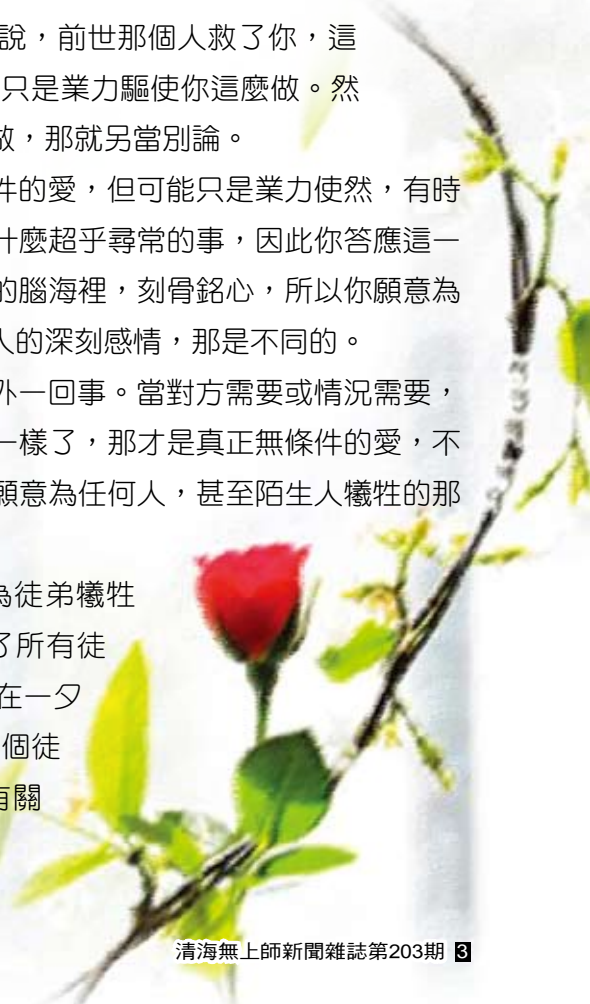 說，前世那個人救了你，這
只是業力驅使你這麼做。然
做，那就另當別論。
件的愛，但可能只是業力使然，有時
什麼超乎尋常的事，因此你答應這一
的腦海裡，刻骨銘心，所以你願意為
人的深刻感情，那是不同的。
外一回事。當對方需要或情況需要，
一樣了，那才是真正無條件的愛，不
願意為任何人，甚至陌生人犧牲的那
為徒弟犧牲
了所有徒
在一夕
個徒
有關
清海無上師新聞雜誌第203期 3